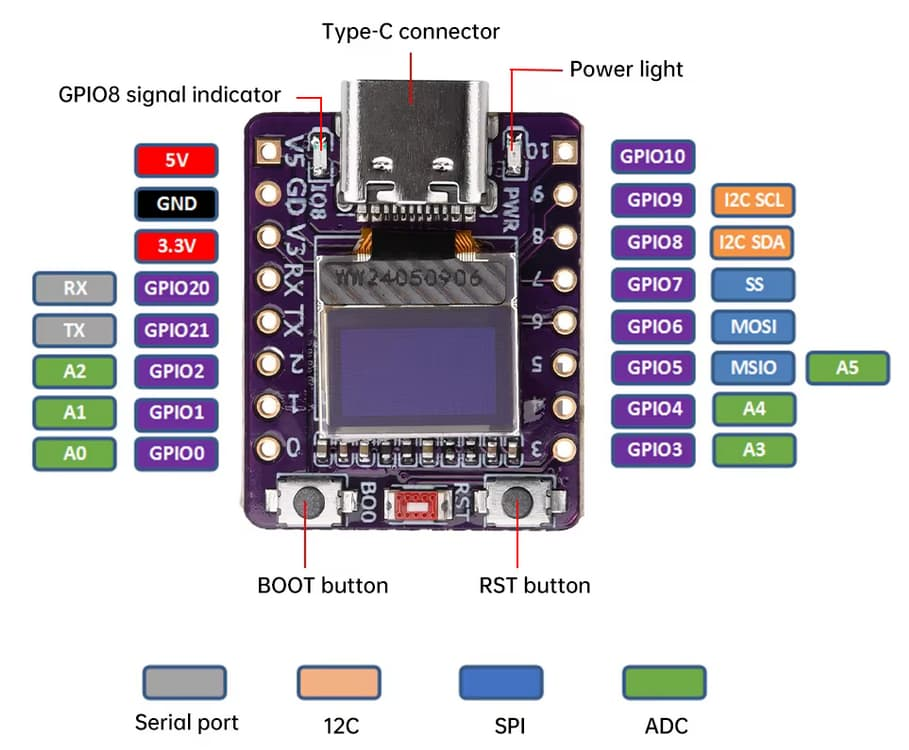 Type-C connector
Power light
GPIO8 signal indicator
5V
GND
3.3V
RX GPIO20
TX GPIO21
A2 GPIO2
A1 GPIO1
A0 GPIO0
V5
GD
V3
RX
TX
2
1
0
IO8
PWR
10
9
8
7
6
5
4
3
WW24050906
BO0
RST
GPIO10
GPIO9 I2C SCL
GPIO8 I2C SDA
GPIO7 SS
GPIO6 MOSI
GPIO5 MSIO A5
GPIO4 A4
GPIO3 A3
BOOT button
RST button
Serial port
12C
SPI
ADC